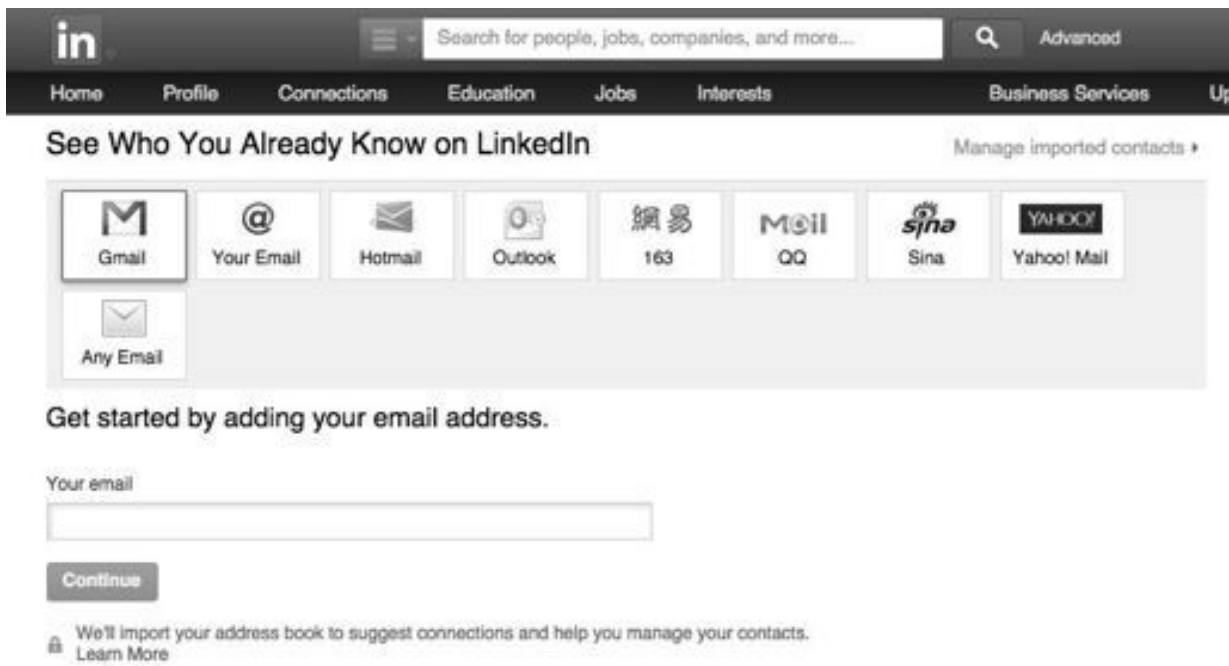 in
Search for people, jobs, companies, and more...
Advanced
Home Profile Connections Education Jobs Interests Business Services Up
See Who You Already Know on LinkedIn
Manage imported contacts
Gmail
@
Your Email
Hotmail
O
Outlook
網易
163
Mail
QQ
sina
Sina
YAHOO!
Yahoo! Mail
Any Email
Get started by adding your email address.
Your email
Continue
We'll import your address book to suggest connections and help you manage your contacts.
Learn More